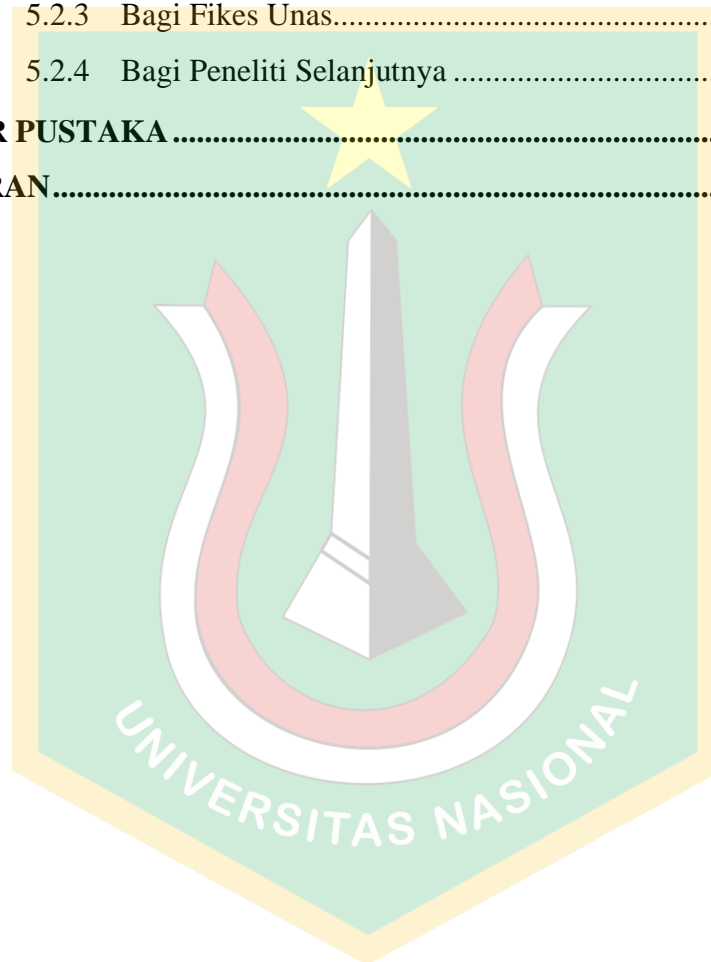 5.2.3 Bagi Fikes Unas.......................................................
5.2.4 Bagi Peneliti Selanjutnya .......................................
R PUSTAKA .........................................................................
RAN.......................................................................................
UNIVERSITAS NASIONAL